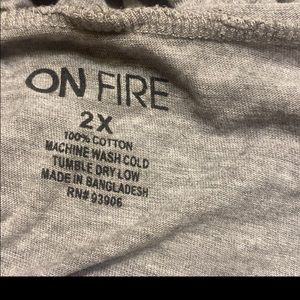 ON FIRE
2X
100% COTTON
MACHINE WASH COLD
TUMBLE DRY LOW
MADE IN BANGLADESH
RN# 93906